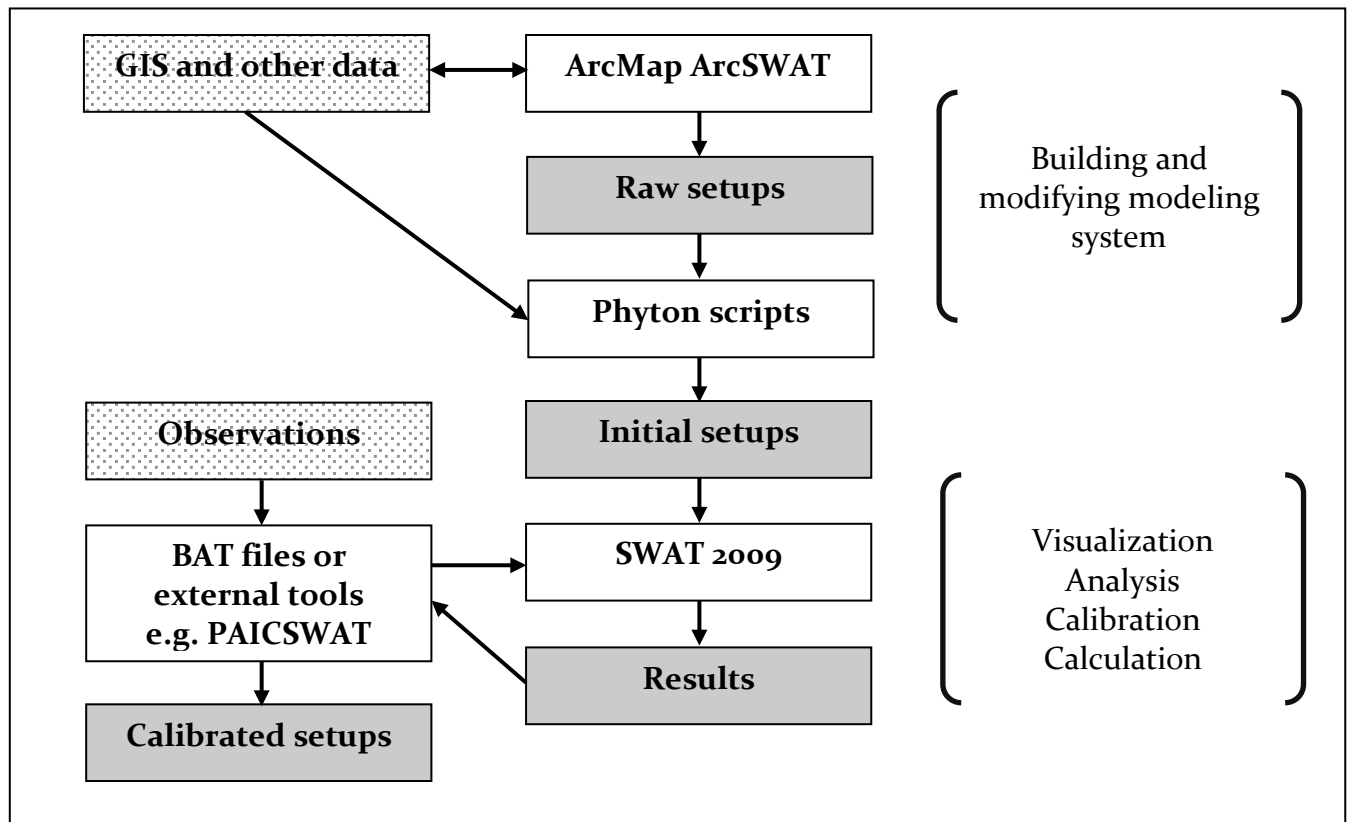 GIS and other data
ArcMap ArcSWAT
Raw setups
Building and
modifying modeling
system
Phyton scripts
Observations
Initial setups
BAT files or
external tools
e.g. PAICSWAT
SWAT 2009
Visualization
Analysis
Calibration
Calculation
Results
Calibrated setups